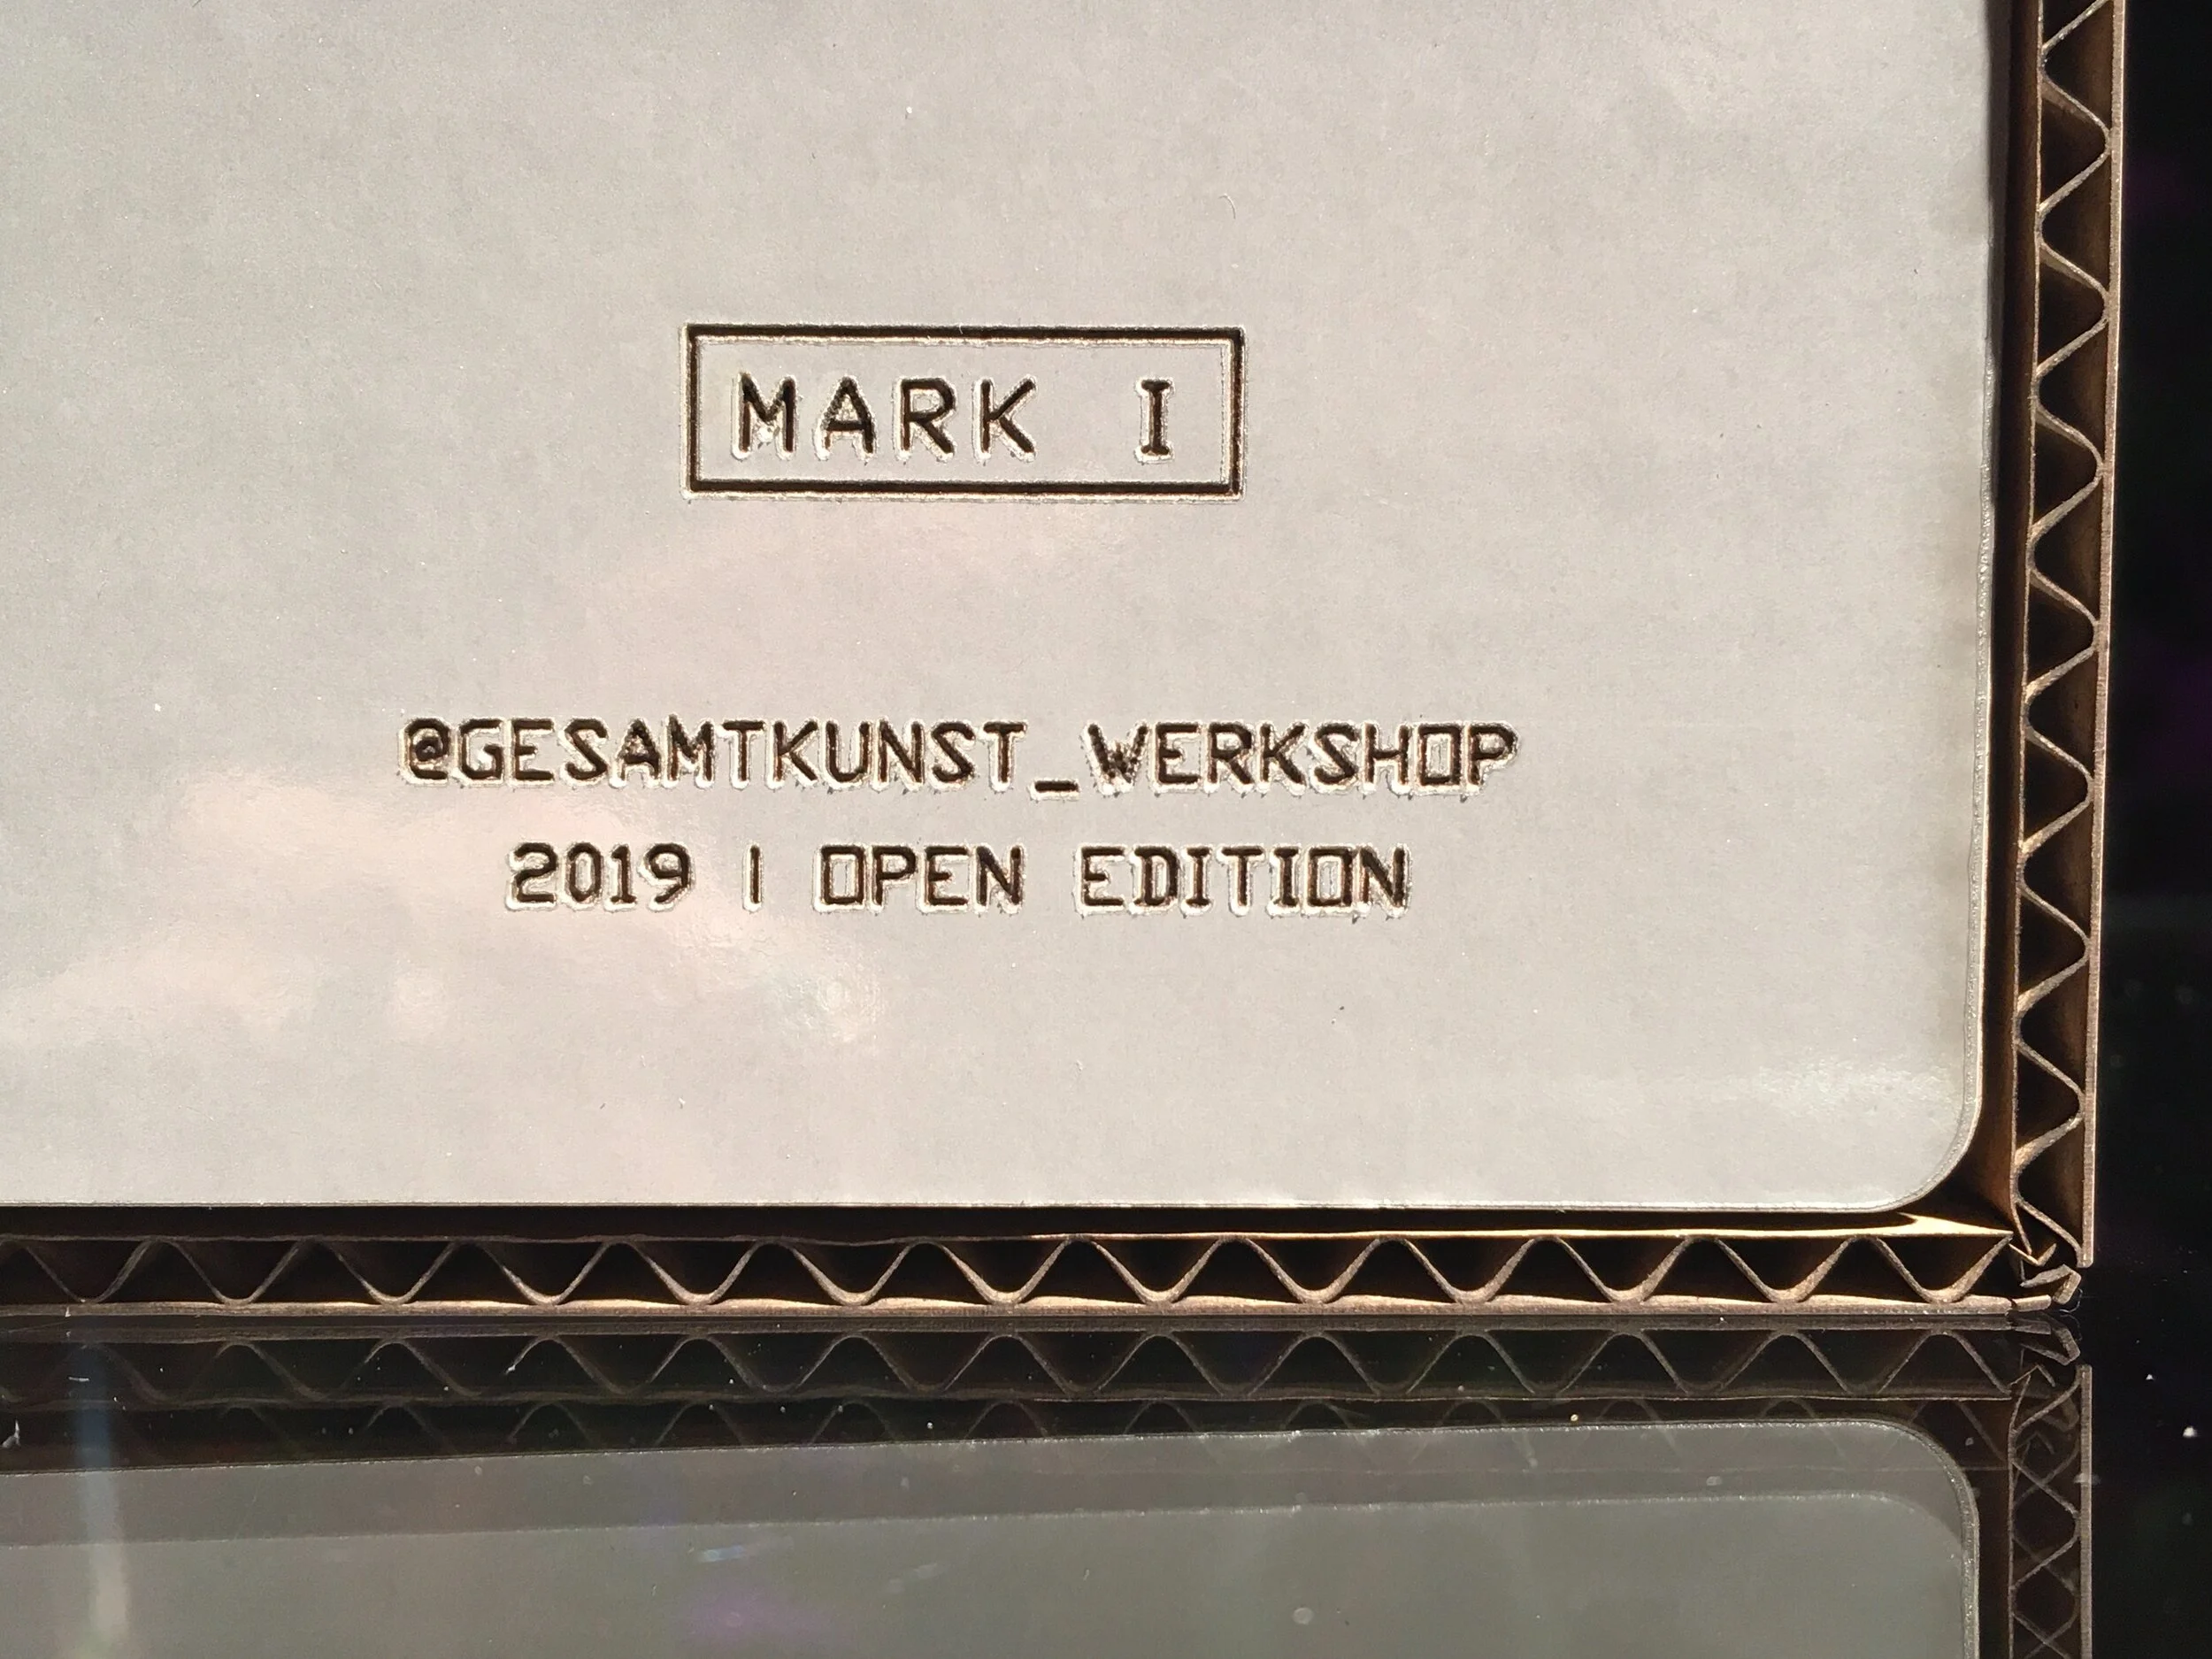 MARK I
@GESAMTKUNST_WERKSHOP
2019 | OPEN EDITION